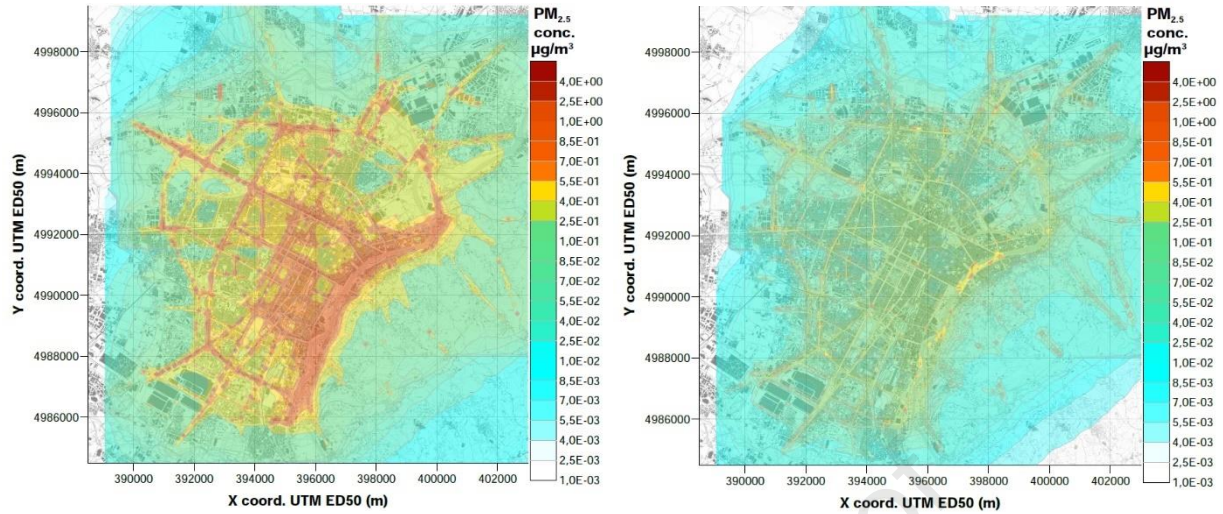 PM2.5
conc.
µg/m³
4.0E+00
2.5E+00
1.0E+00
8.5E-01
7.0E-01
5,5E-01
4.0E-01
2.5E-01
1.0E-01
8.5E-02
7,0E-02
5,5E-02
4.0E-02
1.0E-02
8.5E-03
7,0E-03
5,5E-03
4.0E-03
2.5E-03
1,0E-03
4998000
4996000
4994000
4992000
4990000
4988000
4986000
Y coord. UTM ED50 (m)
390000 392000 394000 396000 398000 400000 402000
X coord. UTM ED50 (m)
PM2.5
conc.
µg/m³
4.0E+00
2.5E+00
1.0E+00
8.5E-01
7.0E-01
5,5E-01
4.0E-01
2.5E-01
1.0E-01
8.5E-02
7,0E-02
5,5E-02
4.0E-02
1.0E-02
8.5E-03
7,0E-03
5,5E-03
4.0E-03
2.5E-03
1,0E-03
4998000
4996000
4994000
4992000
4990000
4988000
4986000
Y coord. UTM ED50 (m)
390000 392000 394000 396000 398000 400000 402000
X coord. UTM ED50 (m)